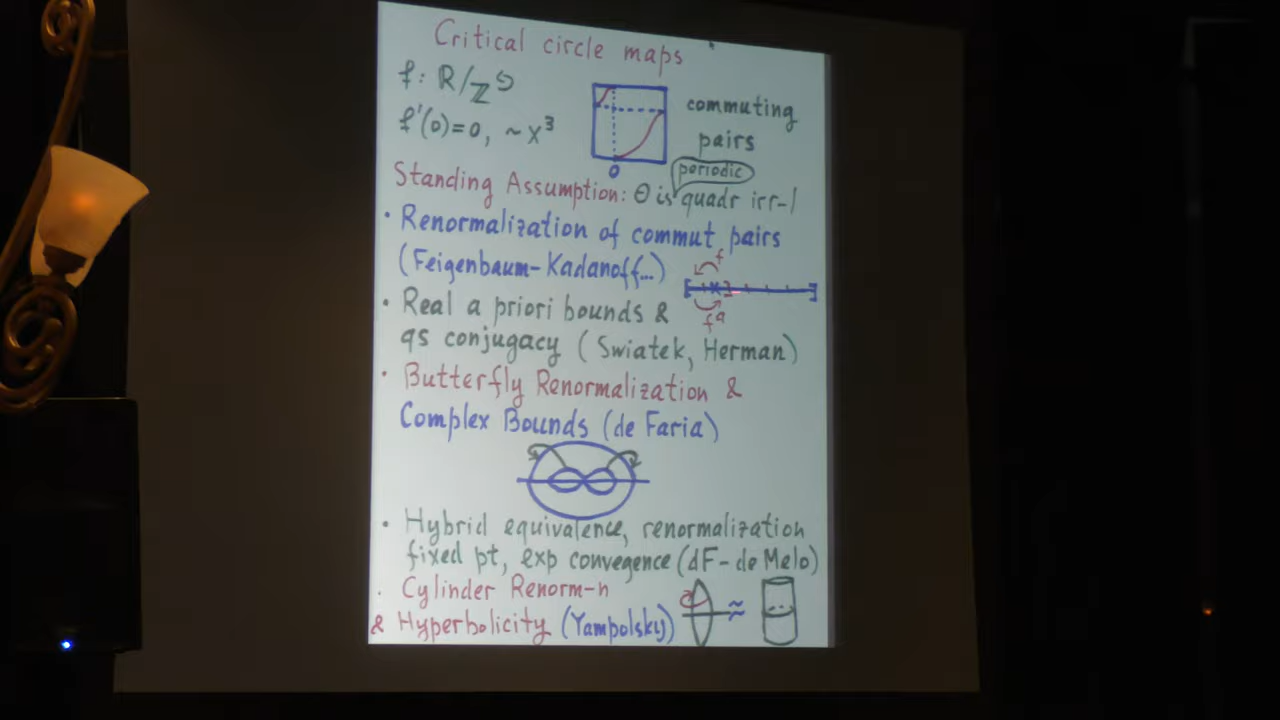 Critical circle maps
f: R/Z ↺
f'(0)=0, ~x³
commuting
pairs
0
periodic
Standing Assumption: θ is quadr irr-l
• Renormalization of commut pairs
(Feigenbaum-Kadanoff...)
f
f^q
• Real a priori bounds &
qs conjugacy (Swiatek, Herman)
• Butterfly Renormalization &
Complex Bounds (de Faria)
• Hybrid equivalence, renormalization
fixed pt, exp convegence (dF-de Melo)
• Cylinder Renorm-n
& Hyperbolicity (Yampolsky)
≈